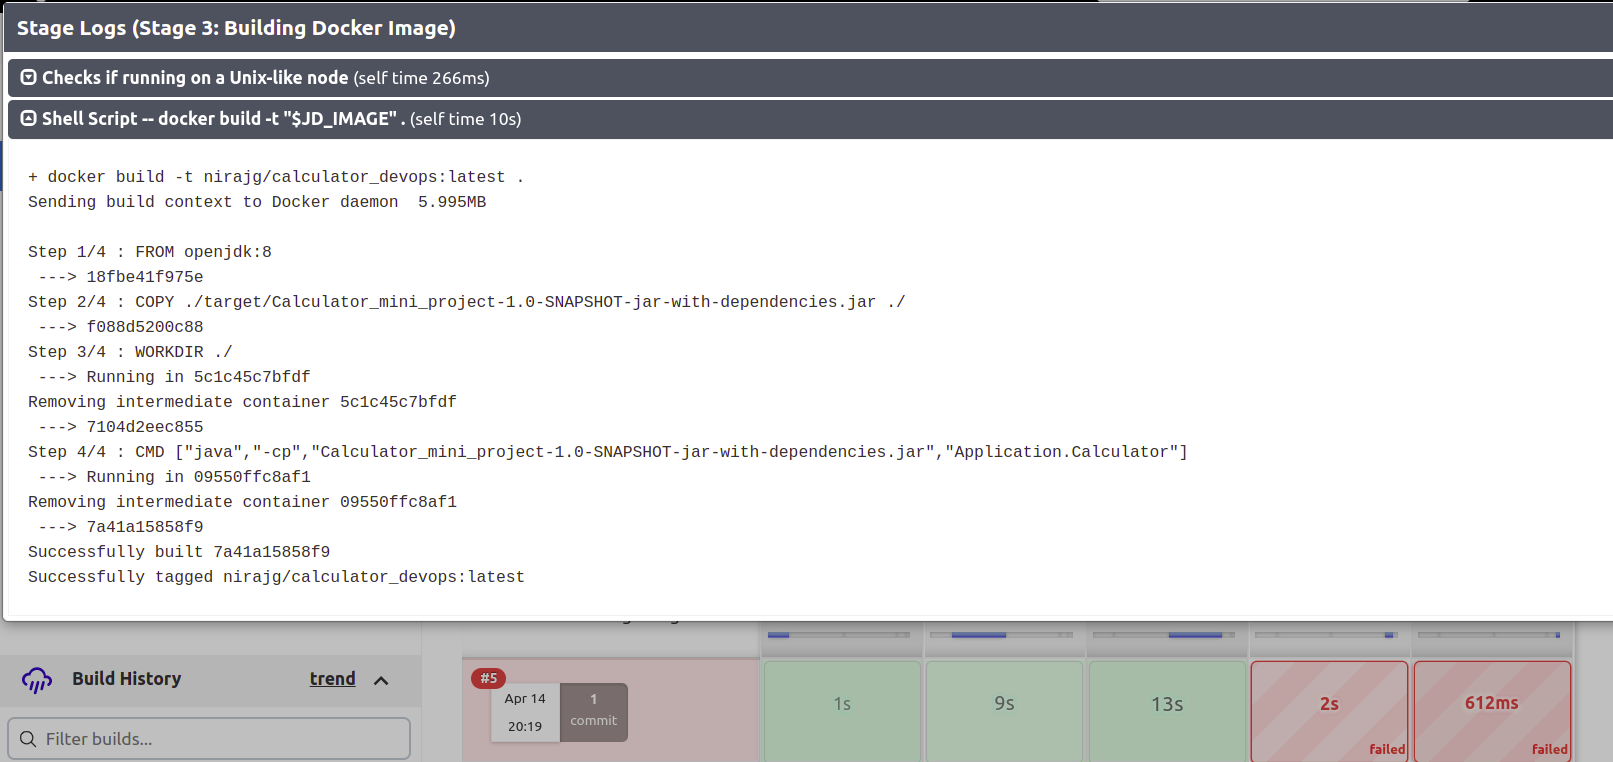 Stage Logs (Stage 3: Building Docker Image)
Checks if running on a Unix-like node (self time 266ms)
Shell Script -- docker build -t "$JD_IMAGE" . (self time 10s)
+ docker build -t nirajg/calculator_devops:latest .
Sending build context to Docker daemon  5.995MB
Step 1/4 : FROM openjdk:8
 ---> 18fbe41f975e
Step 2/4 : COPY ./target/Calculator_mini_project-1.0-SNAPSHOT-jar-with-dependencies.jar ./
 ---> f088d5200c88
Step 3/4 : WORKDIR ./
 ---> Running in 5c1c45c7bfdf
Removing intermediate container 5c1c45c7bfdf
 ---> 7104d2eec855
Step 4/4 : CMD ["java","-cp","Calculator_mini_project-1.0-SNAPSHOT-jar-with-dependencies.jar","Application.Calculator"]
 ---> Running in 09550ffc8af1
Removing intermediate container 09550ffc8af1
 ---> 7a41a15858f9
Successfully built 7a41a15858f9
Successfully tagged nirajg/calculator_devops:latest
Build History trend
Filter builds...
#5
Apr 14
20:19
1
commit
1s
9s
13s
2s
failed
612ms
failed